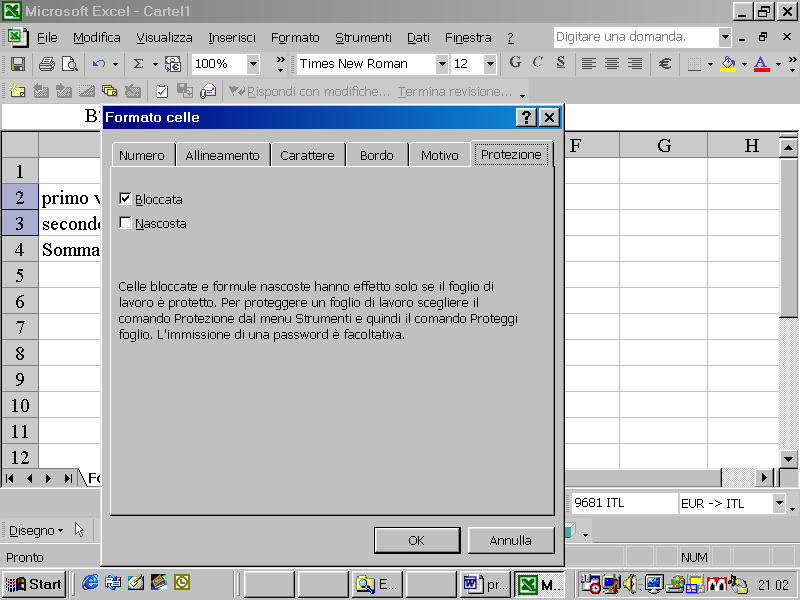 Microsoft Excel - Cartel1
File Modifica Visualizza Inserisci Formato Strumenti Dati Finestra ? Digitare una domanda.
100% Times New Roman 12 G C S €
Rispondi con modifiche... Termina revisione...
Formato celle
Numero Allineamento Carattere Bordo Motivo Protezione
F G H
1
Bloccata
2 primo
Nascosta
3
4 Somma
5
Celle bloccate e formule nascoste hanno effetto solo se il foglio di
lavoro è protetto. Per proteggere un foglio di lavoro scegliere il
comando Protezione dal menu Strumenti e quindi il comando Proteggi
foglio. L'immissione di una password è facoltativa.
6
7
8
9
10
11
12
9681 ITL EUR -> ITL
Disegno
OK Annulla
Pronto NUM
Start E... pr... M... 21.02